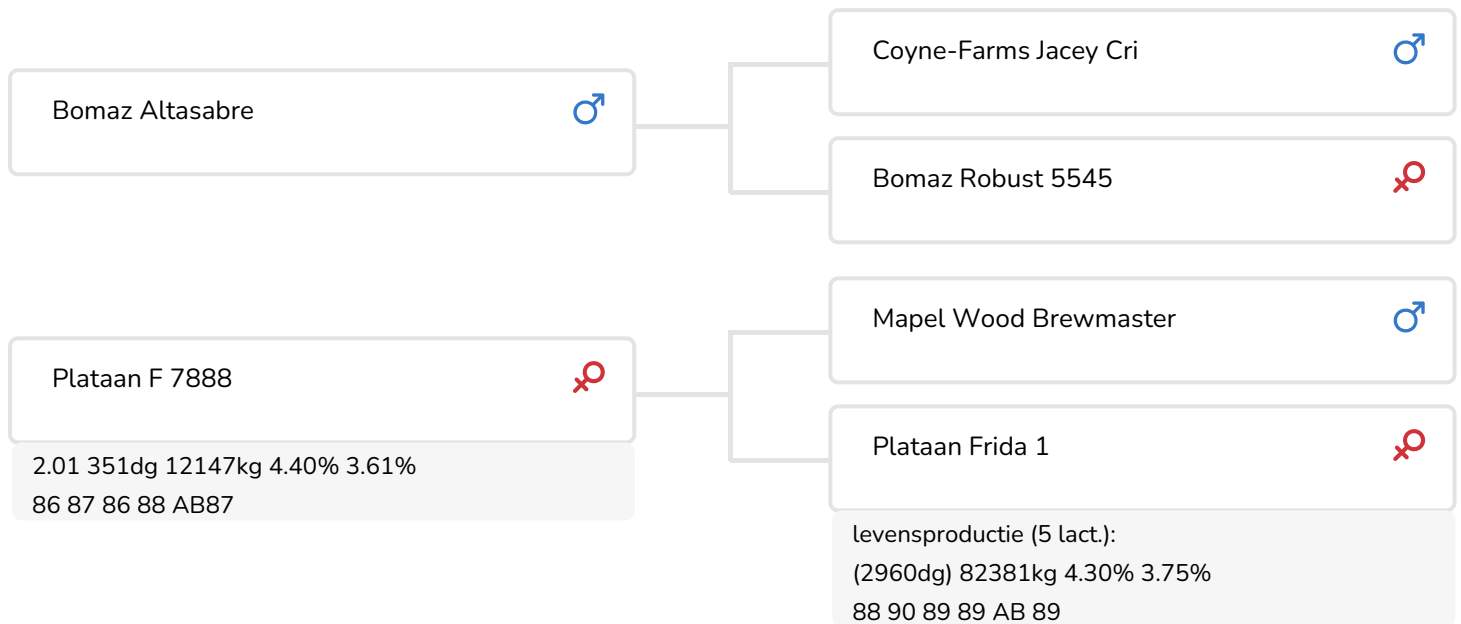 Bomaz Altasabre
Coyne-Farms Jacey Cri
Bomaz Robust 5545
Plataan F 7888
2.01 351dg 12147kg 4.40% 3.61%
86 87 86 88 AB87
Mapel Wood Brewmaster
Plataan Frida 1
levensproductie (5 lact.):
(2960dg) 82381kg 4.30% 3.75%
88 90 89 89 AB 89